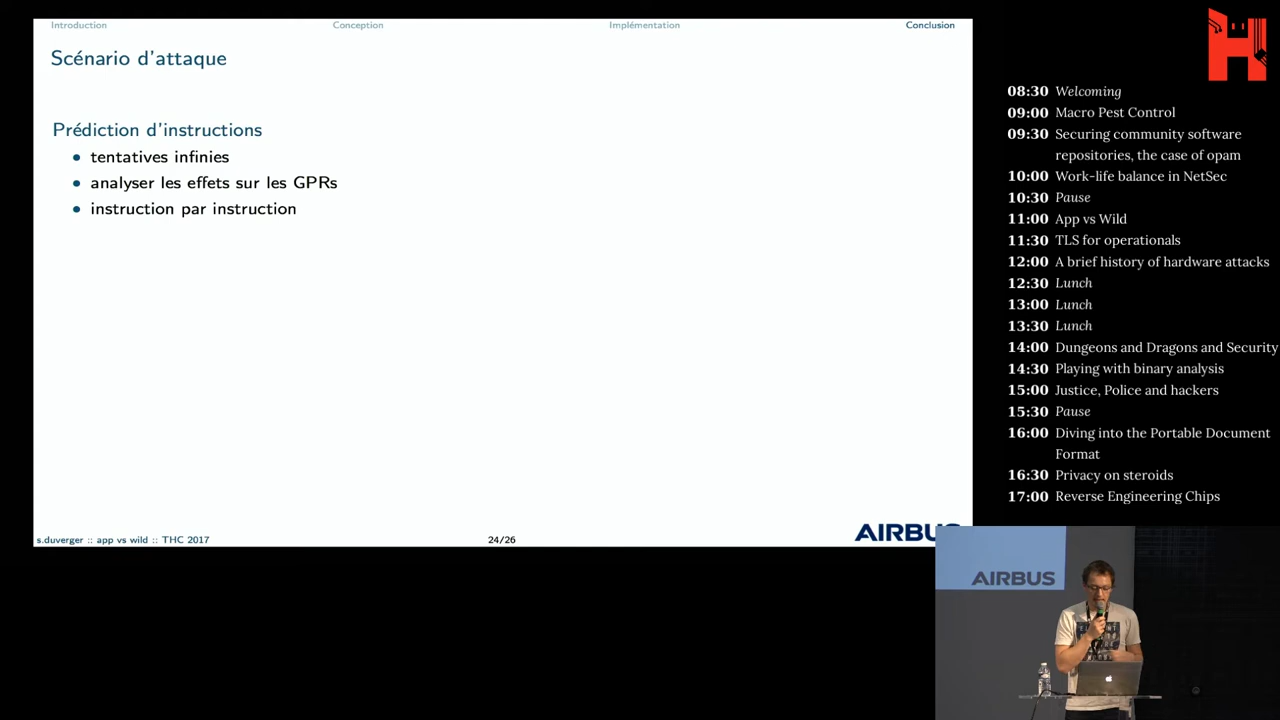 Introduction
Conception
Implémentation
Conclusion
Scénario d'attaque
Prédiction d'instructions
tentatives infinies
analyser les effets sur les GPRs
instruction par instruction
s.duverger :: app vs wild :: THC 2017
24/26
AIRBUS
08:30 Welcoming
09:00 Macro Pest Control
09:30 Securing community software
repositories, the case of opam
10:00 Work-life balance in NetSec
10:30 Pause
11:00 App vs Wild
11:30 TLS for operationals
12:00 A brief history of hardware attacks
12:30 Lunch
13:00 Lunch
13:30 Lunch
14:00 Dungeons and Dragons and Security
14:30 Playing with binary analysis
15:00 Justice, Police and hackers
15:30 Pause
16:00 Diving into the Portable Document
Format
16:30 Privacy on steroids
17:00 Reverse Engineering Chips
AIRBUS